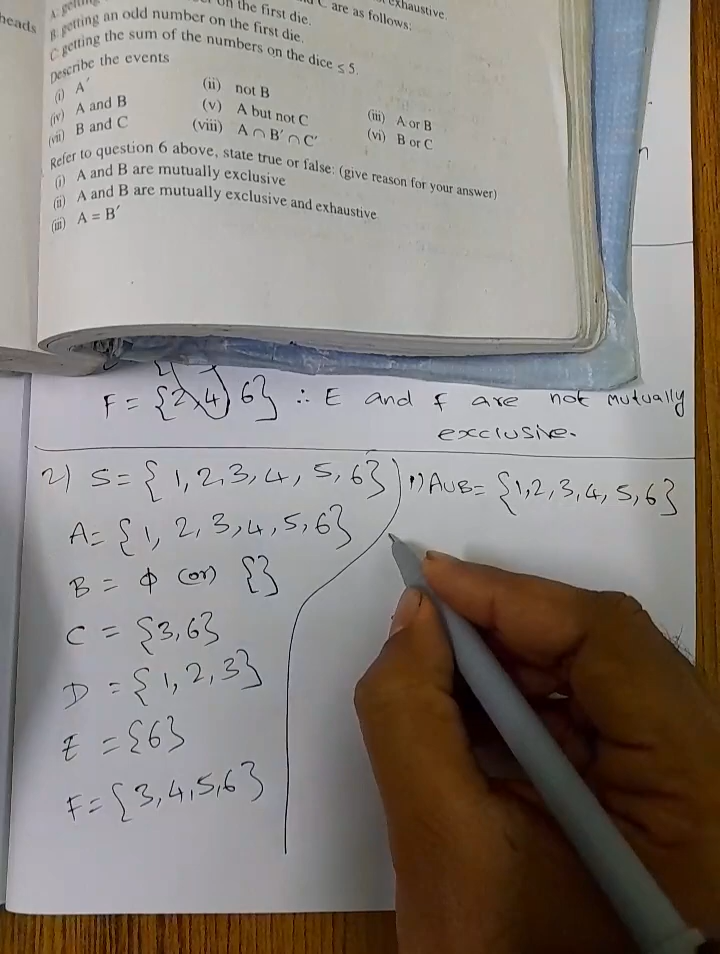 heads
exhaustive.
on the first die.
C are as follows:
B: getting an odd number on the first die.
C: getting the sum of the numbers on the dice ≤ 5.
Describe the events
(i) A′ (ii) not B (iii) A or B
(iv) A and B (v) A but not C (vi) B or C
(vii) B and C (viii) A ∩ B′ ∩ C′
Refer to question 6 above, state true or false: (give reason for your answer)
(i) A and B are mutually exclusive
(ii) A and B are mutually exclusive and exhaustive
(iii) A = B′
F = {2,4,6} ∴ E and f are not mutually
exclusive.
2) S = {1,2,3,4,5,6}
A = {1,2,3,4,5,6}
B = φ (or) {}
C = {3,6}
D = {1,2,3}
E = {6}
F = {3,4,5,6}
1) A∪B = {1,2,3,4,5,6}